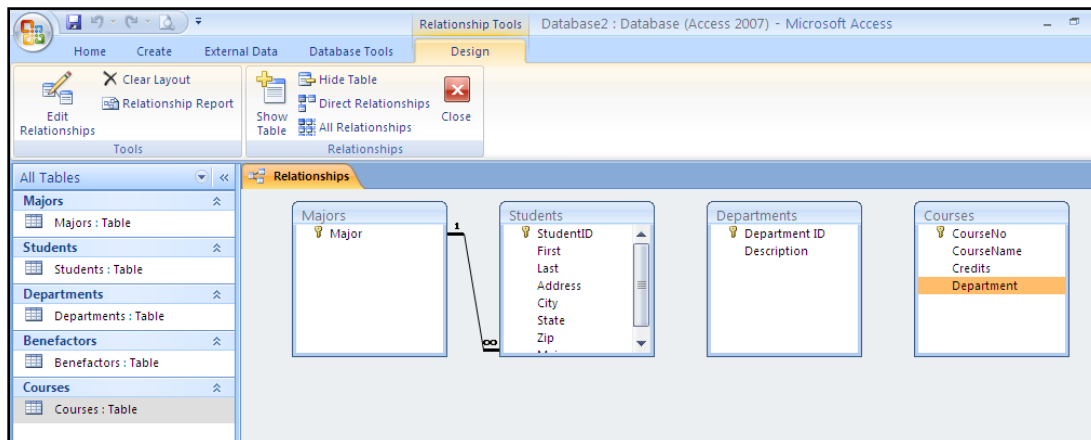 Relationship Tools
Database2 : Database (Access 2007) - Microsoft Access
Home Create External Data Database Tools Design
Edit Relationships
Clear Layout
Relationship Report
Tools
Show Table
Hide Table
Direct Relationships
All Relationships
Close
Relationships
All Tables
Majors
Majors : Table
Students
Students : Table
Departments
Departments : Table
Benefactors
Benefactors : Table
Courses
Courses : Table
Relationships
Majors
Major
1
∞
Students
StudentID
First
Last
Address
City
State
Zip
Departments
Department ID
Description
Courses
CourseNo
CourseName
Credits
Department